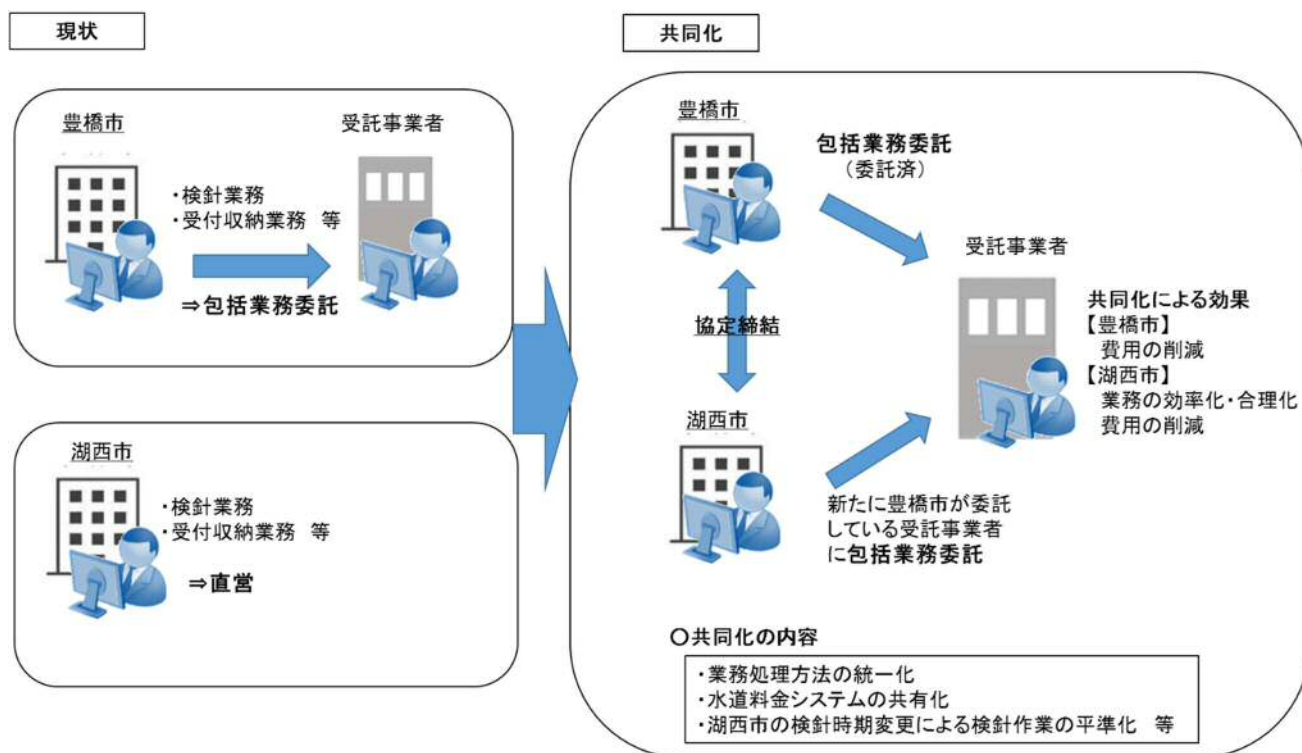 現状
豊橋市
受託事業者
・検針業務
・受付収納業務　等
⇒包括業務委託
湖西市
・検針業務
・受付収納業務　等
⇒直営
共同化
豊橋市
包括業務委託
（委託済）
協定締結
湖西市
新たに豊橋市が委託
している受託事業者
に包括業務委託
受託事業者
共同化による効果
【豊橋市】
費用の削減
【湖西市】
業務の効率化・合理化
費用の削減
〇共同化の内容
・業務処理方法の統一化
・水道料金システムの共有化
・湖西市の検針時期変更による検針作業の平準化　等